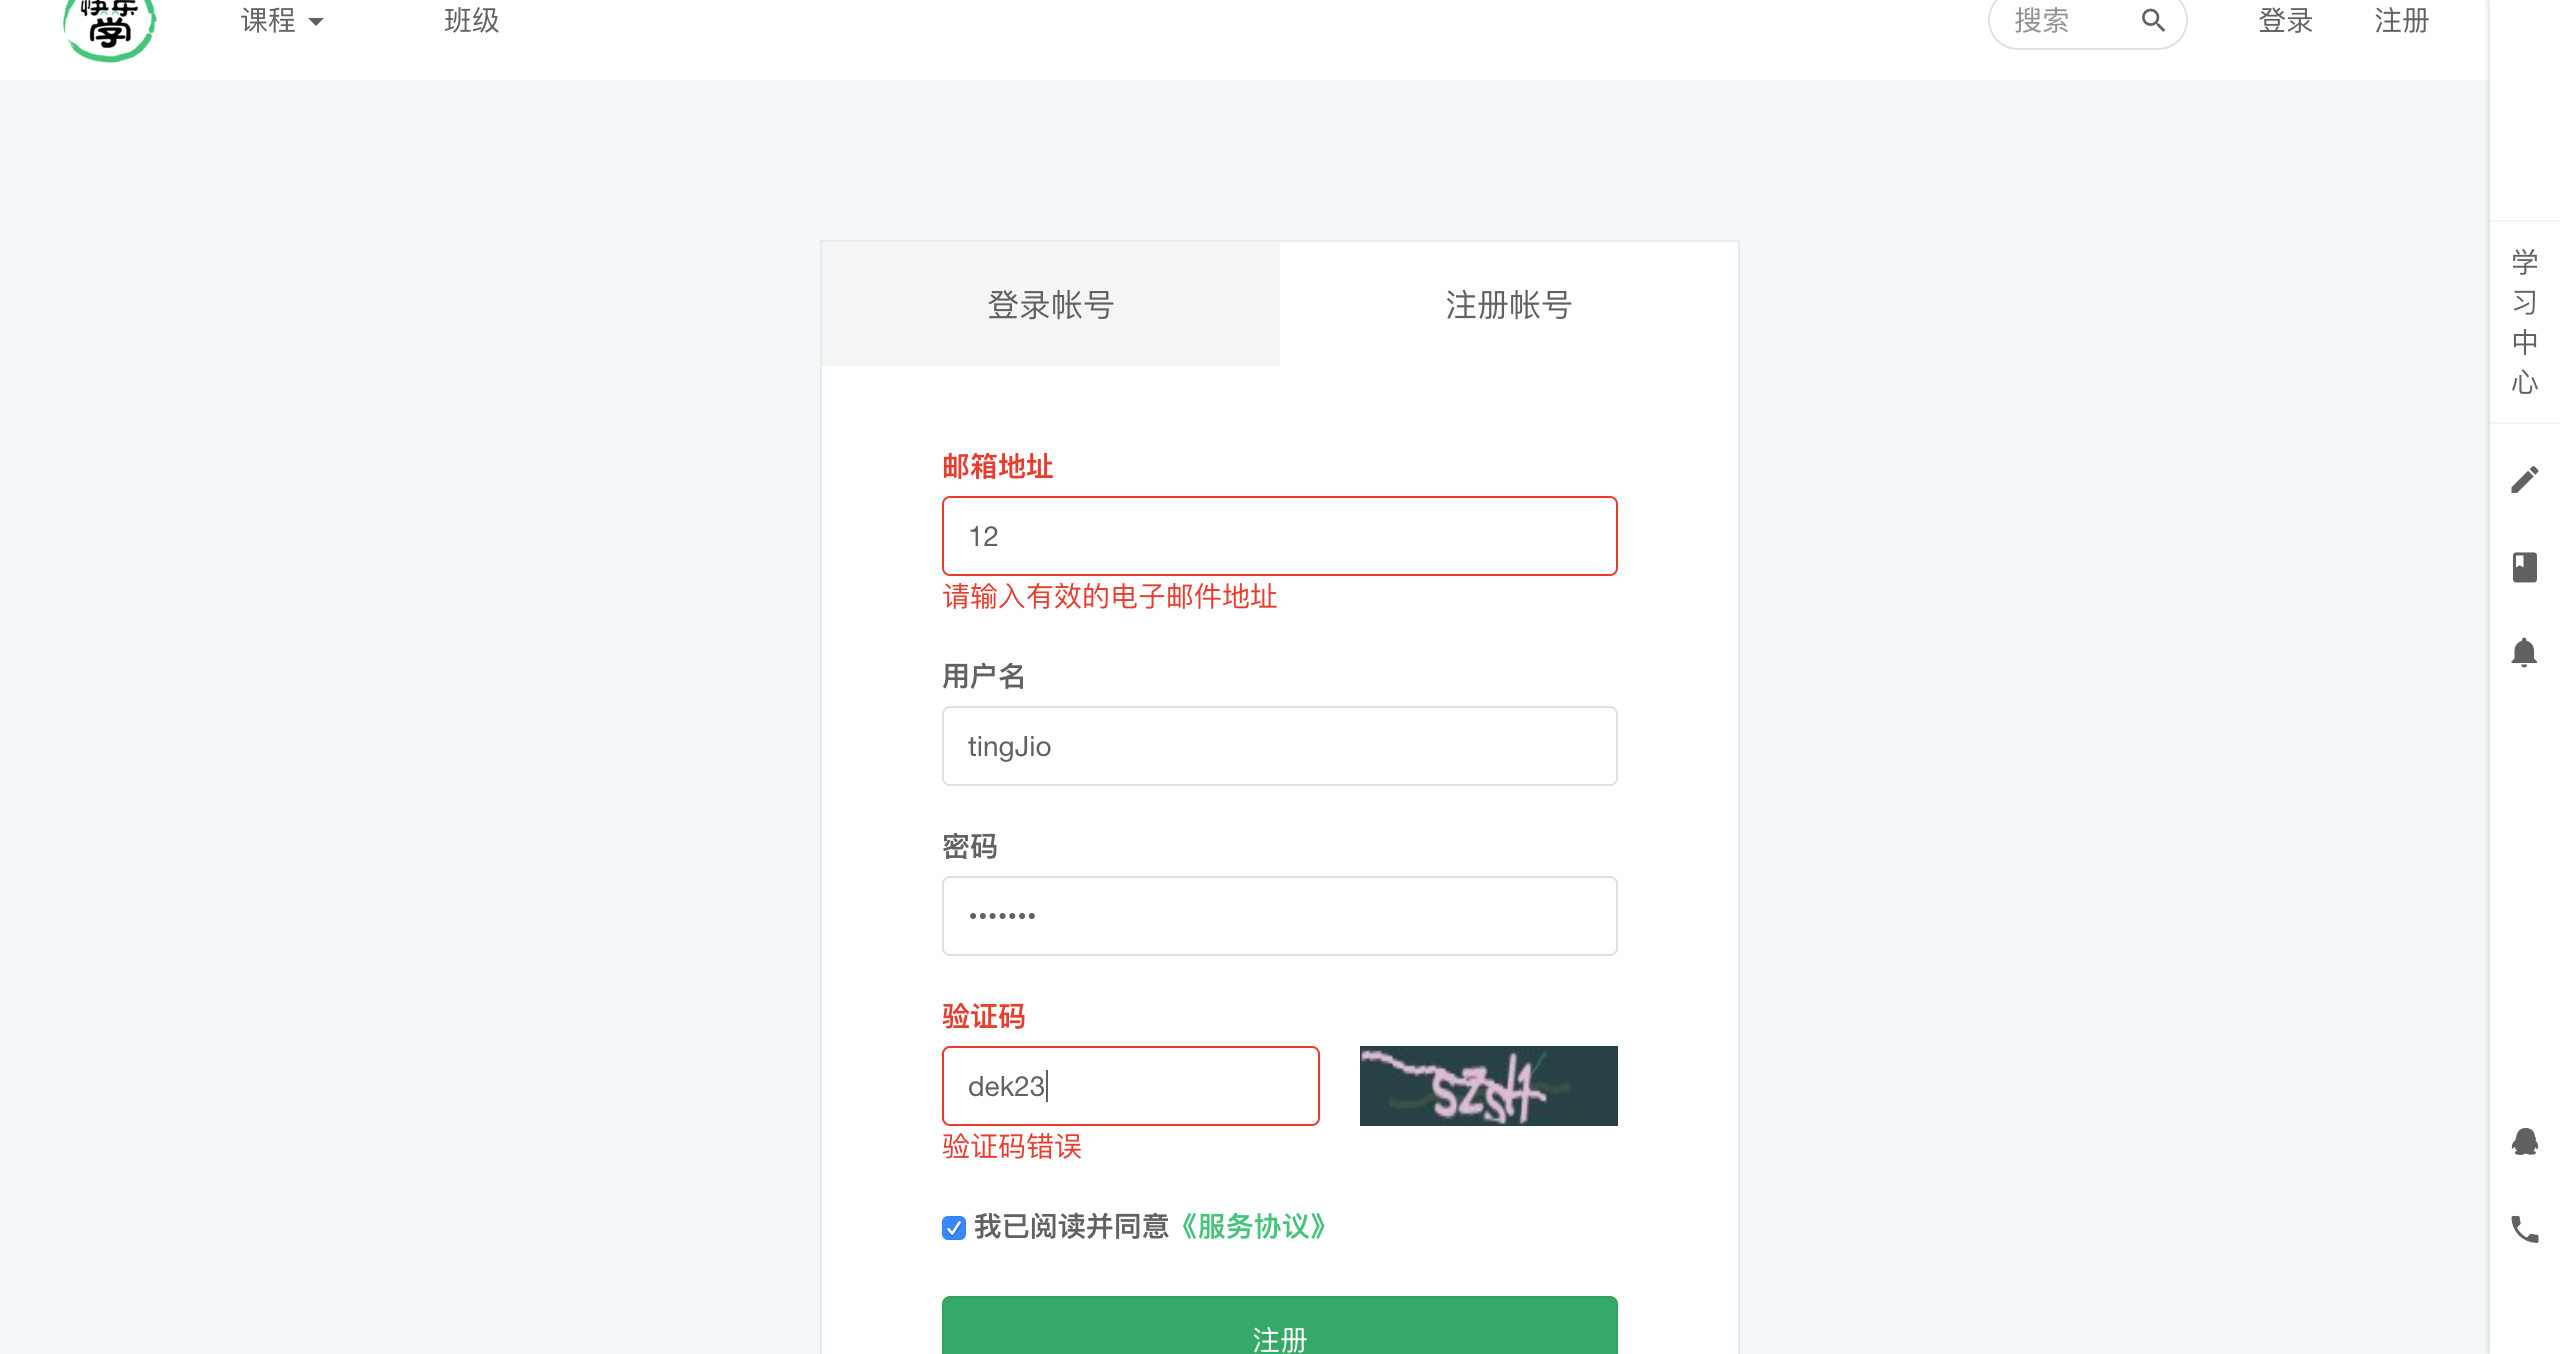 快乐
学
课程
班级
搜索
登录
注册
登录帐号
注册帐号
邮箱地址
12
请输入有效的电子邮件地址
用户名
tingJio
密码
•••••••
验证码
dek23
验证码错误
我已阅读并同意《服务协议》
注册
学
习
中
心